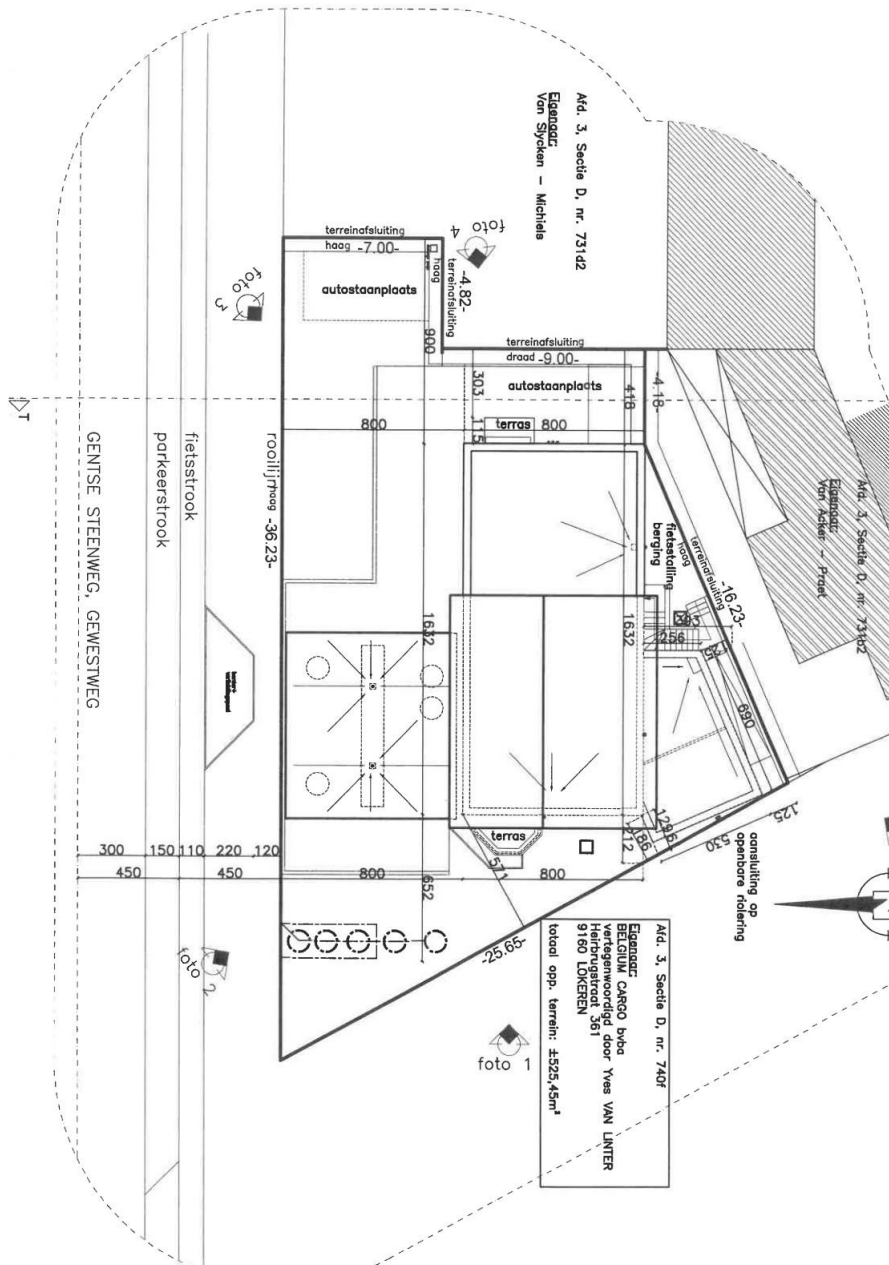 Afd. 3, Sectie D, nr. 731d2
Eigenaar:
Van Slycken - Michiels
foto 4
foto 3
terreinafsluiting
haag -7.00-
autostaanplaats
haag
-4.82-
terreinafsluiting
900
terreinafsluiting
draad -9.00-
autostaanplaats
303
418
-4.18-
terras
115
800
800
Afd. 3, Sectie D, nr. 731b2
Eigenaar:
Van Acker - Praet
T
GENTSE STEENWEG, GEWESTWEG
parkeerstrook
fietsstrook
rooilijn
haag -36.23-
fietsstalling
berging
haag
terreinafsluiting
-16.23-
256
690
1632
1632
terras
571
1296
186
212
530
125
aansluiting op
openbare riolering
300
150
110
220
120
450
450
800
652
800
-25.65-
foto 2
foto 1
Afd. 3, Sectie D, nr. 740f
Eigenaar:
BELGIUM CARGO bvba
vertegenwoordigd door Yves VAN LINTER
Heirbrugstraat 361
9160 LOKEREN
totaal opp. terrein: ±525,45m²